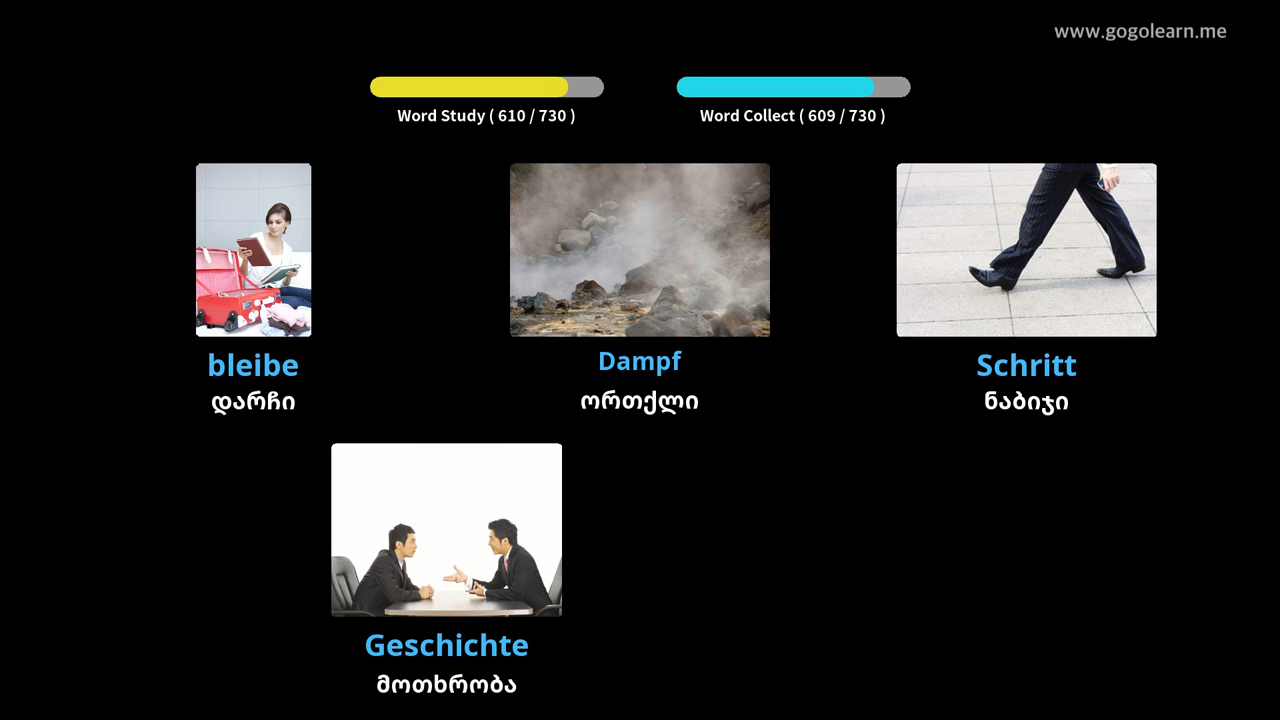 www.gogolearn.me
Word Study ( 610 / 730 )
Word Collect ( 609 / 730 )
bleibe
დარჩი
Dampf
ორთქლი
Schritt
ნაბიჯი
Geschichte
მოთხრობა